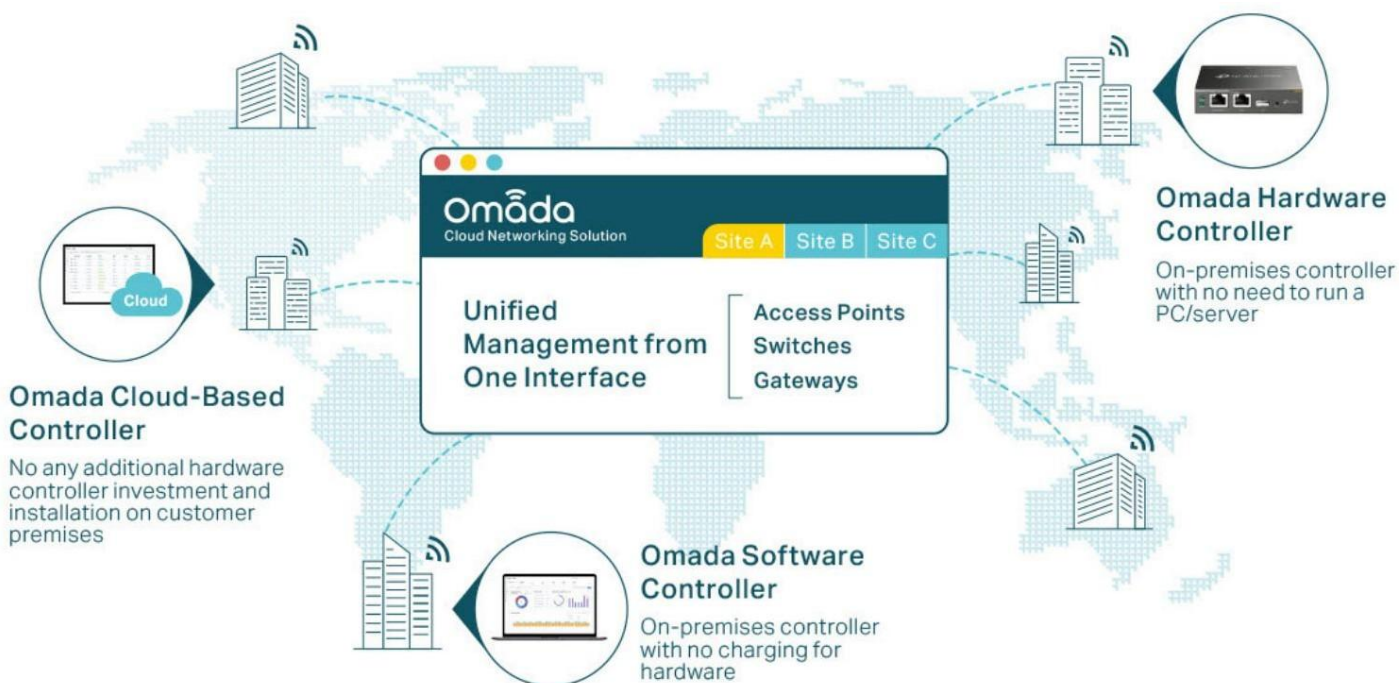 Omāda
Cloud Networking Solution
Site A
Site B
Site C
Unified
Management from
One Interface
Access Points
Switches
Gateways
Omada Hardware
Controller
On-premises controller
with no need to run a
PC/server
Cloud
Omada Cloud-Based
Controller
No any additional hardware
controller investment and
installation on customer
premises
Omada Software
Controller
On-premises controller
with no charging for
hardware